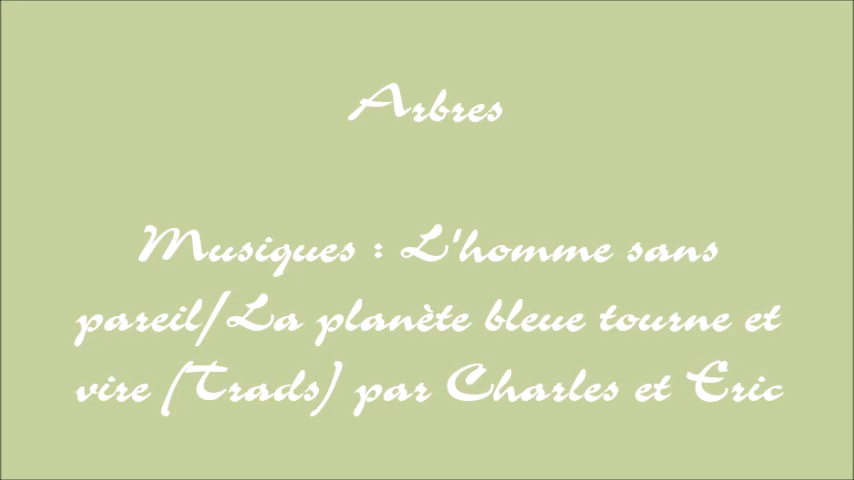 Arbres
Musiques : L'homme sans
pareil/La planète bleue tourne et
vire (Trads) par Charles et Eric